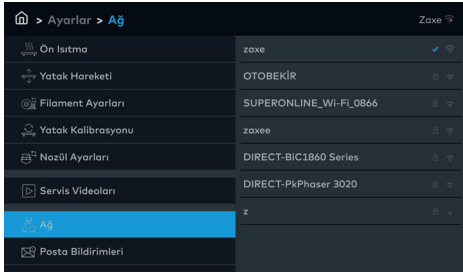 > Ayarlar > Ağ
Zaxe
Ön Isıtma
Yatak Hareketi
Filament Ayarları
Yatak Kalibrasyonu
Nozül Ayarları
Servis Videoları
Ağ
Posta Bildirimleri
zaxe
OTOBEKİR
SUPERONLINE_Wi-Fi_0866
zaxee
DIRECT-BiC1860 Series
DIRECT-PkPhaser 3020
z